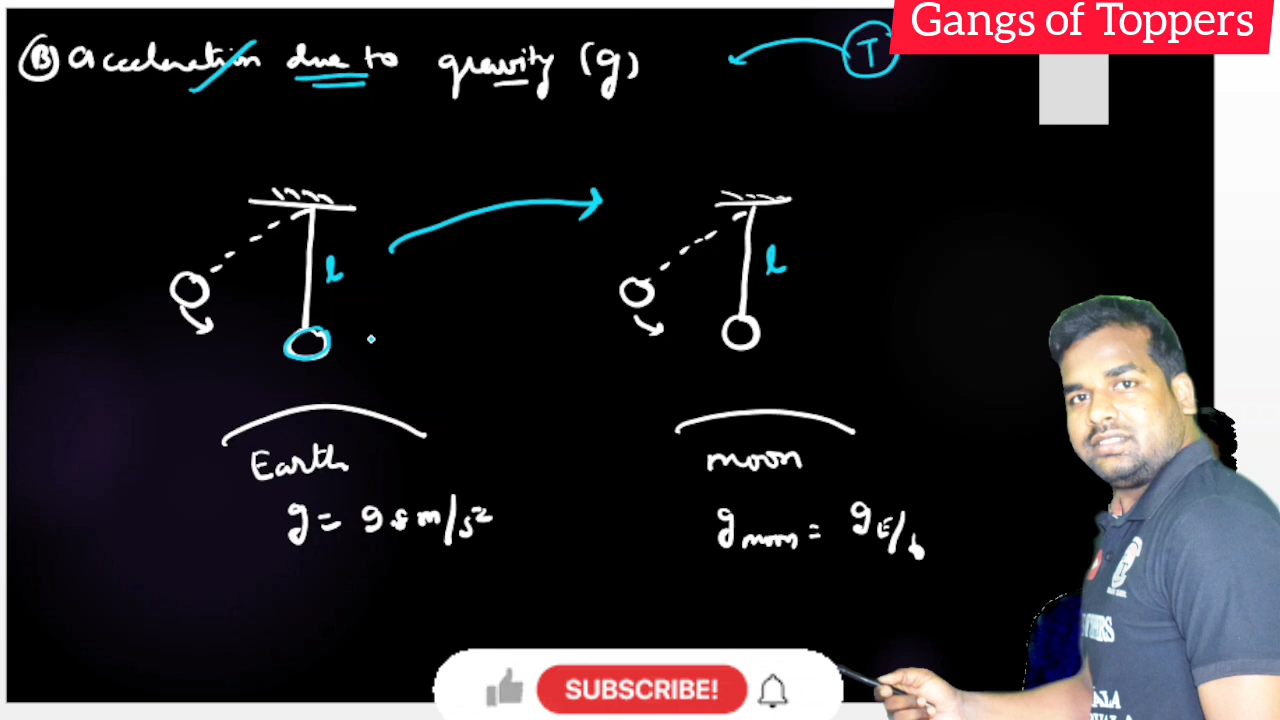 Gangs of Toppers
(B) acceleration due to gravity (g)
T
l
l
Earth
moon
g = 9.8 m/s²
g moon = gE/6
SUBSCRIBE!